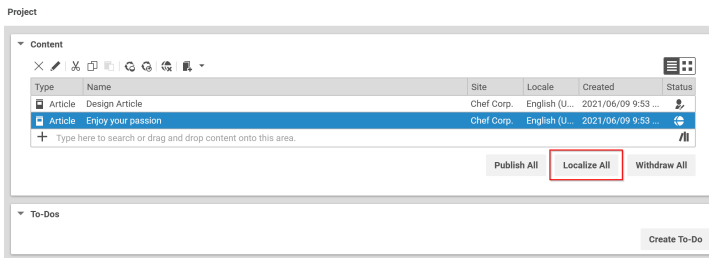 Project
Content
Type Name Site Locale Created Status
Article Design Article Chef Corp. English (U... 2021/06/09 9:53 ...
Article Enjoy your passion Chef Corp. English (U... 2021/06/09 9:53 ...
Type here to search or drag and drop content onto this area.
Publish All Localize All Withdraw All
To-Dos
Create To-Do